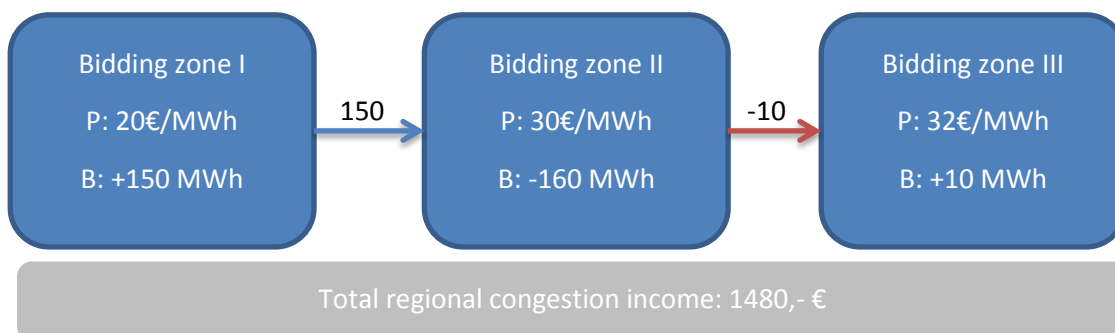 Bidding zone I
P: 20€/MWh
B: +150 MWh
150
Bidding zone II
P: 30€/MWh
B: -160 MWh
-10
Bidding zone III
P: 32€/MWh
B: +10 MWh
Total regional congestion income: 1480,- €